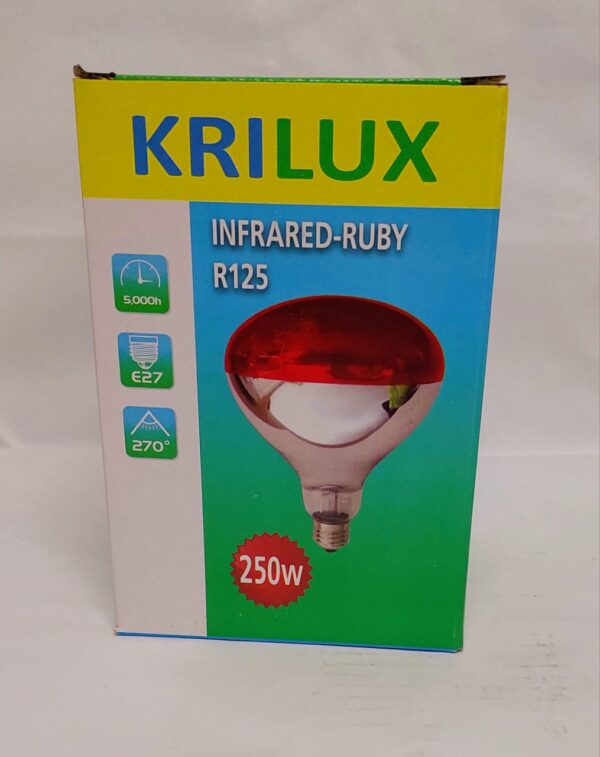 KRILUX
INFRARED-RUBY
R125
5,000h
E27
270°
250w